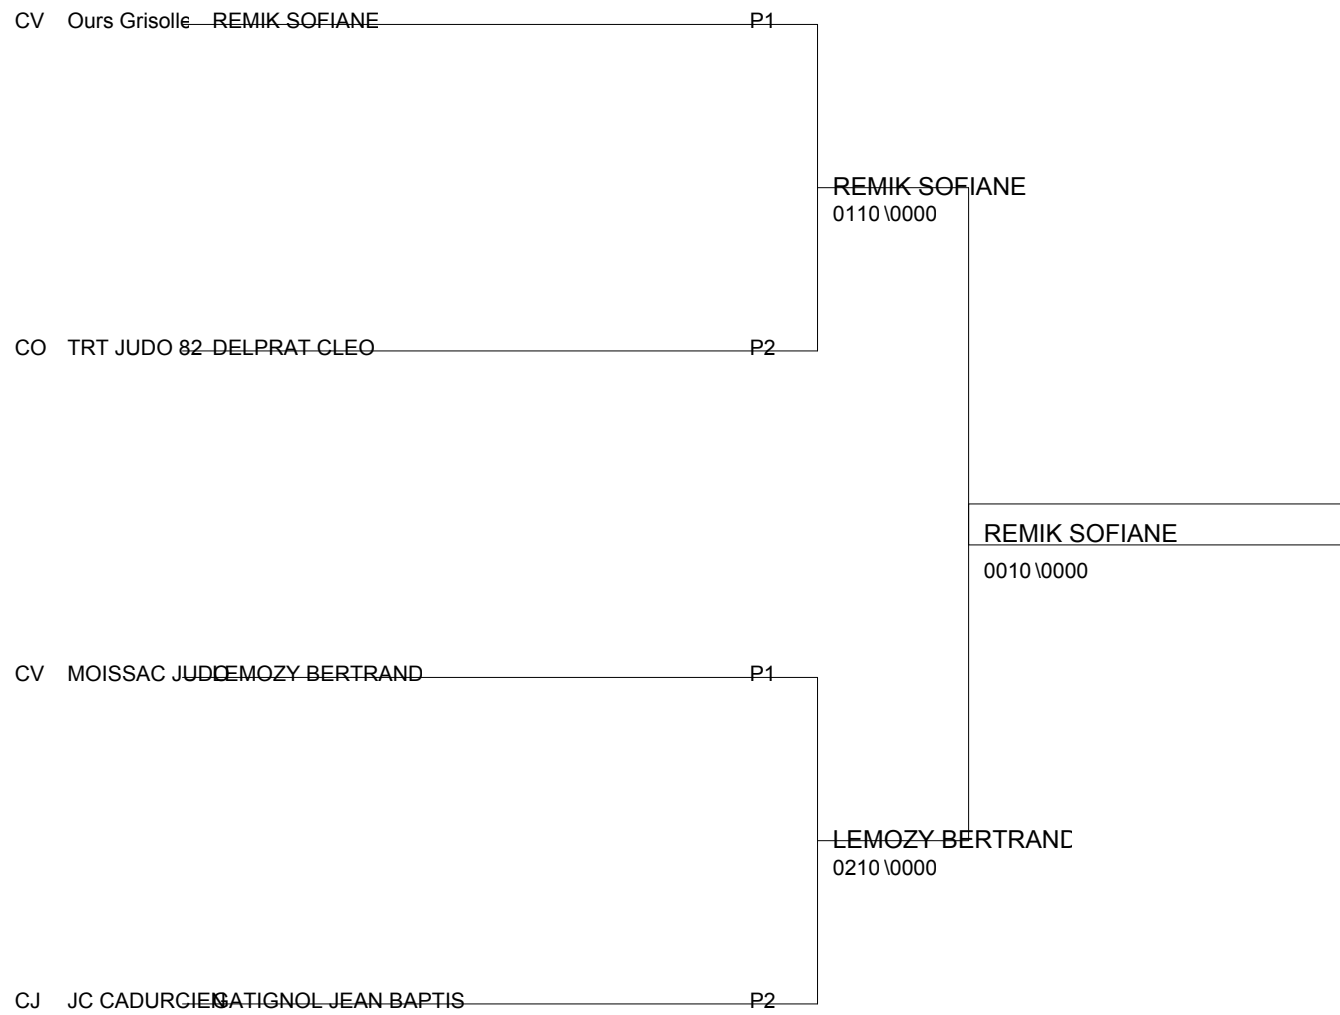 CV Ours Grisolle REMIK SOFIANE P1
REMIK SOFIANE
0110 \0000
CO TRT JUDO 82 DELPRAT CLEO P2
REMIK SOFIANE
0010 \0000
CV MOISSAC JUDO LEMOZY BERTRAND P1
LEMOZY BERTRAND
0210 \0000
CJ JC CADURCIEN GATIGNOL JEAN BAPTIS P2